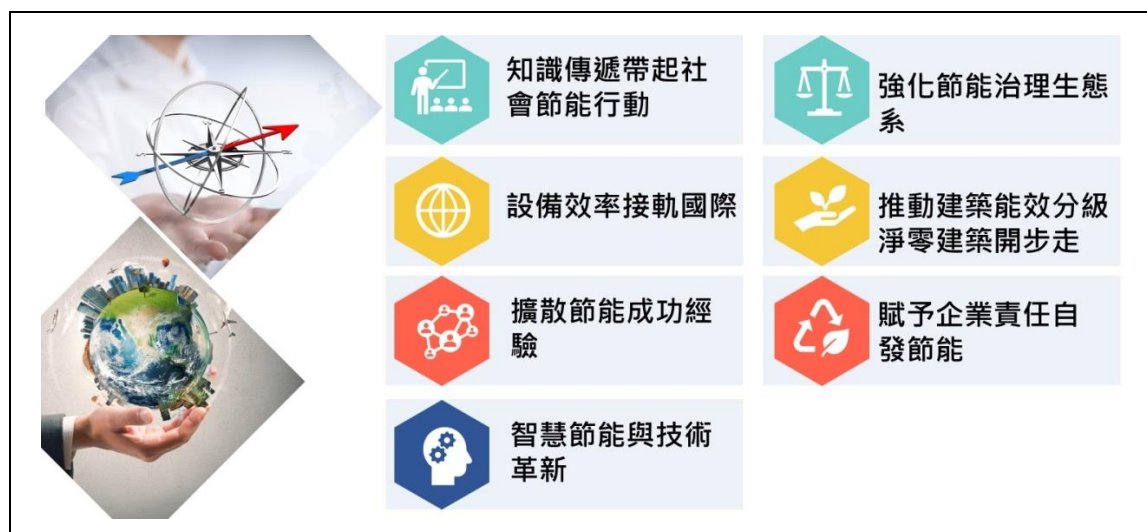 知識傳遞帶起社
會節能行動
強化節能治理生態
系
設備效率接軌國際
推動建築能效分級
淨零建築開步走
擴散節能成功經
驗
賦予企業責任自
發節能
智慧節能與技術
革新